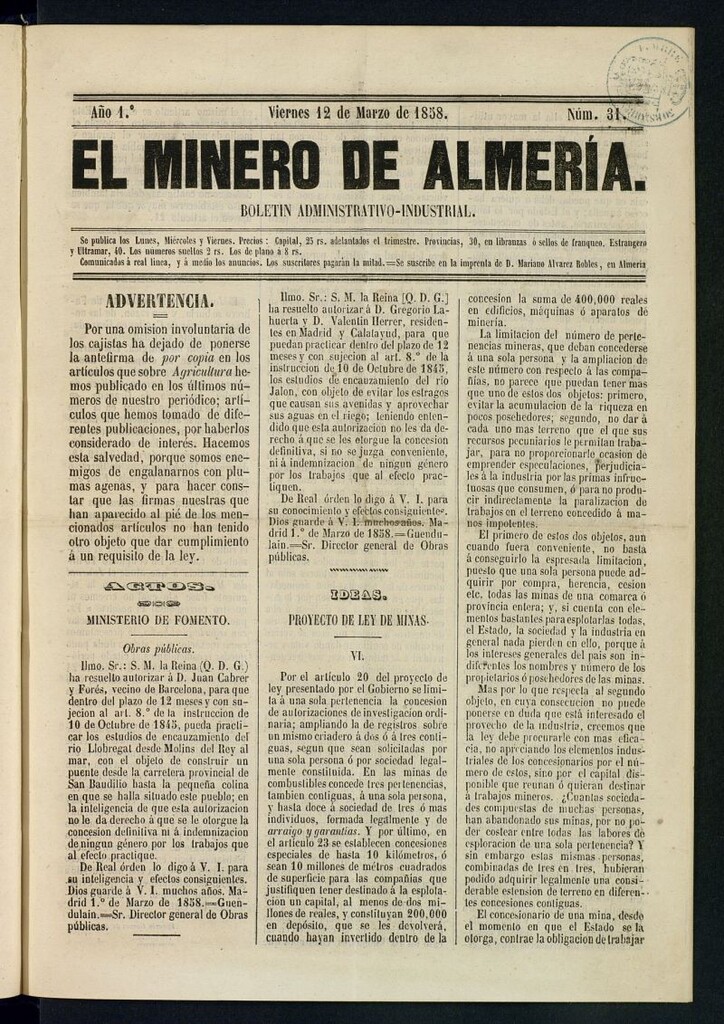 Año 1.º Viernes 12 de Marzo de 1858. Núm. 31.
EL MINERO DE ALMERÍA.
BOLETIN ADMINISTRATIVO-INDUSTRIAL.
Se publica los Lunes, Miércoles y Viernes. Precios: Capital, 25 rs. adelantados el trimestre. Provincias, 30, en libranzas ó sellos de franqueo. Estrangero
y Ultramar, 40. Los números sueltos 2 rs. Los de plano á 8 rs.
Comunicados á real linea, y á medio los anuncios. Los suscritores pagarán la mitad.=Se suscribe en la imprenta de D. Mariano Alvarez Robles, en Almeria
ADVERTENCIA.
Por una omision involuntaria de
los cajistas ha dejado de ponerse
la antefirma de por copia en los
artículos que sobre Agricultura he-
mos publicado en los últimos nú-
meros de nuestro periódico; artí-
culos que hemos tomado de dife-
rentes publicaciones, por haberlos
considerado de interés. Hacemos
esta salvedad, porque somos ene-
migos de engalanarnos con plu-
mas agenas, y para hacer cons-
tar que las firmas nuestras que
han aparecido al pié de los men-
cionados artículos no han tenido
otro objeto que dar cumplimiento
á un requisito de la ley.
ACTOS.
MINISTERIO DE FOMENTO.
Obras públicas.
Ilmo. Sr.: S. M. la Reina (Q. D. G.)
ha resuelto autorizar á D. Juan Cabrer
y Forés, vecino de Barcelona, para que
dentro del plazo de 12 meses y con su-
jecion al art. 8.º de la instruccion de
10 de Octubre de 1845, pueda practi-
car los estudios de encauzamiento del
rio Llobregat desde Molins del Rey al
mar, con el objeto de construir un
puente desde la carretera provincial de
San Baudilio hasta la pequeña colina
en que se halla situado este pueblo; en
la inteligencia de que esta autorizacion
no le da derecho á que se le otorgue la
concesion definitiva ni á indemnizacion
de ningun género por los trabajos que
al efecto practique.
De Real órden lo digo á V. I. para
su inteligencia y efectos consiguientes.
Dios guarde á V. I. muchos años. Ma-
drid 1.º de Marzo de 1858.=Guen-
dulain.=Sr. Director general de Obras
públicas.
Ilmo. Sr.: S. M. la Reina [Q. D. G.]
ha resuelto autorizar á D. Gregorio La-
huerta y D. Valentin Herrer, residen-
tes en Madrid y Calatayud, para que
puedan practicar dentro del plazo de 12
meses y con sujecion al art. 8.º de la
instruccion de 10 de Octubre de 1845,
los estudios de encauzamiento del rio
Jalon, con objeto de evitar los estragos
que causan sus avenidas y aprovechar
sus aguas en el riego; teniendo enten-
dido que esta autorizacion no les da de-
recho á que se les otorgue la concesion
definitiva, si no se juzga conveniente,
ni á indemnizacion de ningun género
por los trabajos que al efecto prac-
tiquen.
De Real órden lo digo á V. I. para
su conocimiento y efectos consiguientes.
Dios guarde á V. I. muchos años. Ma-
drid 1.º de Marzo de 1858.=Guendu-
lain.=Sr. Director general de Obras
públicas.
IDEAS.
PROYECTO DE LEY DE MINAS.
VI.
Por el artículo 20 del proyecto de
ley presentado por el Gobierno se limi-
ta á una sola pertenencia la concesion
de autorizaciones de investigacion ordi-
naria; ampliando la de registros sobre
un mismo criadero á dos ó á tres conti-
guas, segun que sean solicitadas por
una sola persona ó por sociedad legal-
mente constituida. En las minas de
combustibles concede tres pertenencias,
tambien contiguas, á una sola persona,
y hasta doce á sociedad de tres ó mas
individuos, formada legalmente y de
arraigo y garantias. Y por último, en
el artículo 23 se establecen concesiones
especiales de hasta 10 kilómetros, ó
sean 10 millones de métros cuadrados
de superficie para las compañías que
justifiquen tener destinado á la esplota-
cion un capital, al menos de dos mi-
llones de reales, y constituyan 200,000
en depósito, que se les devolverá,
cuando hayan invertido dentro de la
concesion la suma de 400,000 reales
en edificios, máquinas ó aparatos de
minería.
La limitacion del número de perte-
nencias mineras, que deban concederse
á una sola persona y la ampliacion de
este número con respecto á las compa-
ñías, no parece que puedan tener mas
que uno de estos dos objetos: primero,
evitar la acumulacion de la riqueza en
pocos poshedores; segundo, no dar á
cada uno mas terreno que el que sus
recursos pecuniarios le permitan traba-
jar, para no proporcionarle ocasion de
emprender especulaciones, perjudicia-
les á la industria por las primas infruc-
tuosas que consumen, ó para no produ-
cir indirectamente la paralizacion de
trabajos en el terreno concedido á ma-
nos impotentes.
El primero de estos dos objetos, aun
cuando fuera conveniente, no basta
á conseguirlo la espresada limitacion,
puesto que una sola persona puede ad-
quirir por compra, herencia, cesion
etc. todas las minas de una comarca ó
provincia entera; y, si cuenta con ele-
mentos bastantes para esplotarlas todas,
el Estado, la sociedad y la industria en
general nada pierden en ello, porque á
los intereses generales del pais son in-
diferentes los nombres y número de los
propietarios ó poshedores de las minas.
Mas por lo que respecta al segundo
objeto, en cuya consecucion no puede
ponerse en duda que está interesado el
provecho de la industria, creemos que
la ley debe procurarle con mas efica-
cia, no apreciando los elementos indus-
triales de los concesionarios por el nú-
mero de estos, sino por el capital dis-
ponible que reunan ó quieran destinar
á trabajos mineros. ¿Cuantas socieda-
des compuestas de muchas personas,
han abandonado sus minas, por no po-
der costear entre todas las labores de
esploracion de una sola pertenencia? Y
sin embargo estas mismas personas,
combinadas de tres en tres, hubieran
podido adquirir legalmente una consi-
derable estension de terreno en diferen-
tes concesiones contiguas.
El concesionario de una mina, desde
el momento en que el Estado se la
otorga, contrae la obligacion de trabajar